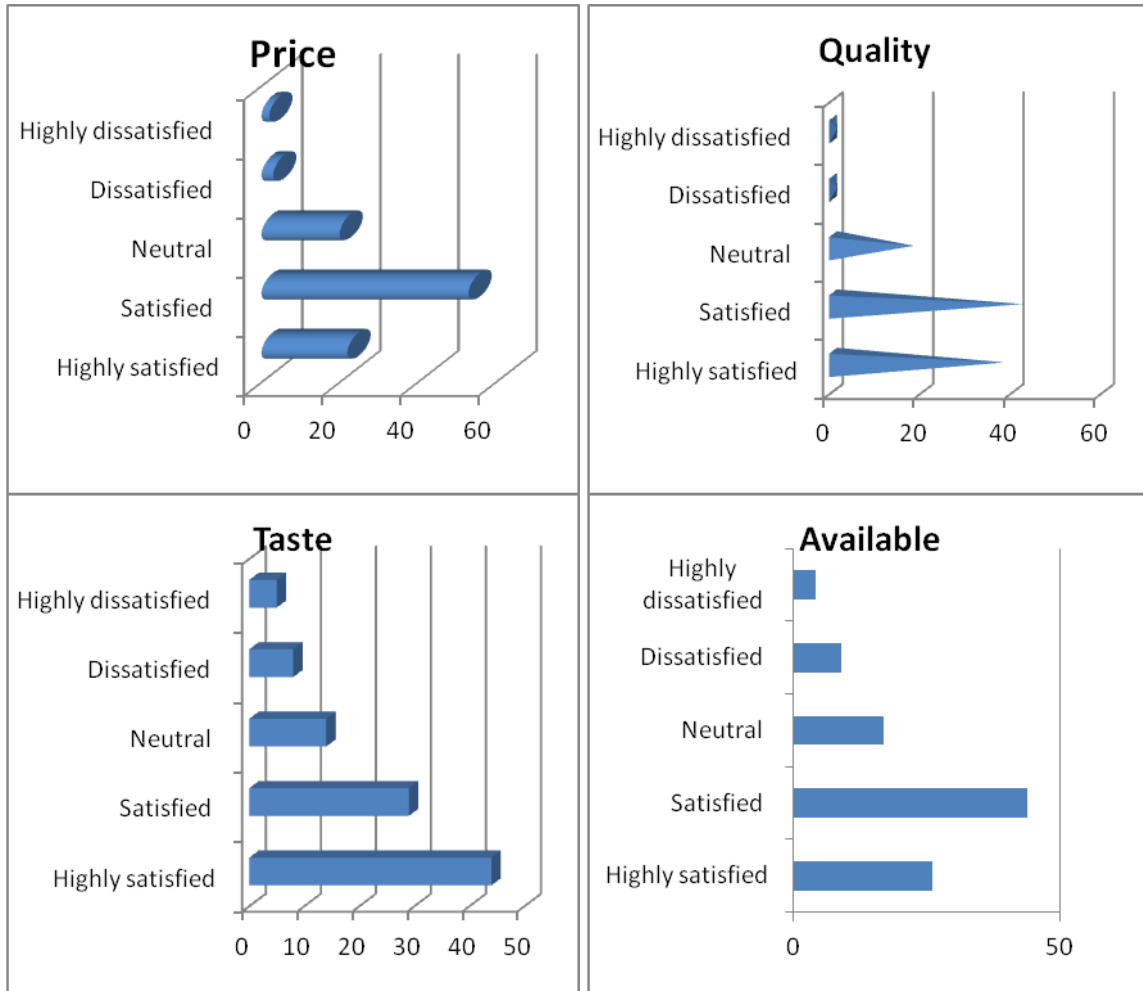 Price
Highly dissatisfied
Dissatisfied
Neutral
Satisfied
Highly satisfied
0 20 40 60
Quality
Highly dissatisfied
Dissatisfied
Neutral
Satisfied
Highly satisfied
0 20 40 60
Taste
Highly dissatisfied
Dissatisfied
Neutral
Satisfied
Highly satisfied
0 10 20 30 40 50
Available
Highly
dissatisfied
Dissatisfied
Neutral
Satisfied
Highly satisfied
0 50